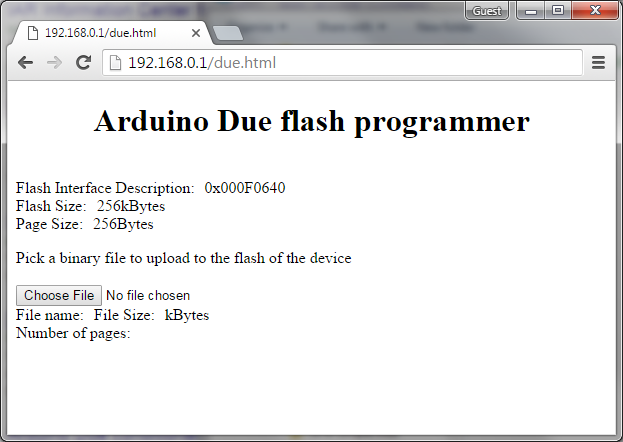 Guest
192.168.0.1/due.html
192.168.0.1/due.html
Arduino Due flash programmer
Flash Interface Description: 0x000F0640
Flash Size: 256kBytes
Page Size: 256Bytes
Pick a binary file to upload to the flash of the device
Choose File No file chosen
File name: File Size: kBytes
Number of pages: